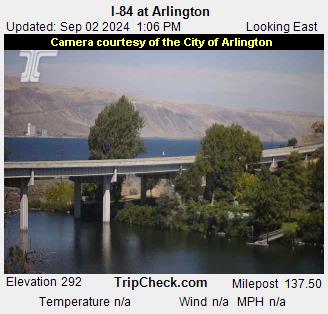 I-84 at Arlington
Updated: Sep 02 2024 1:06 PM Looking East
Camera courtesy of the City of Arlington
Elevation 292 TripCheck.com Milepost 137.50
Temperature n/a Wind n/a MPH n/a